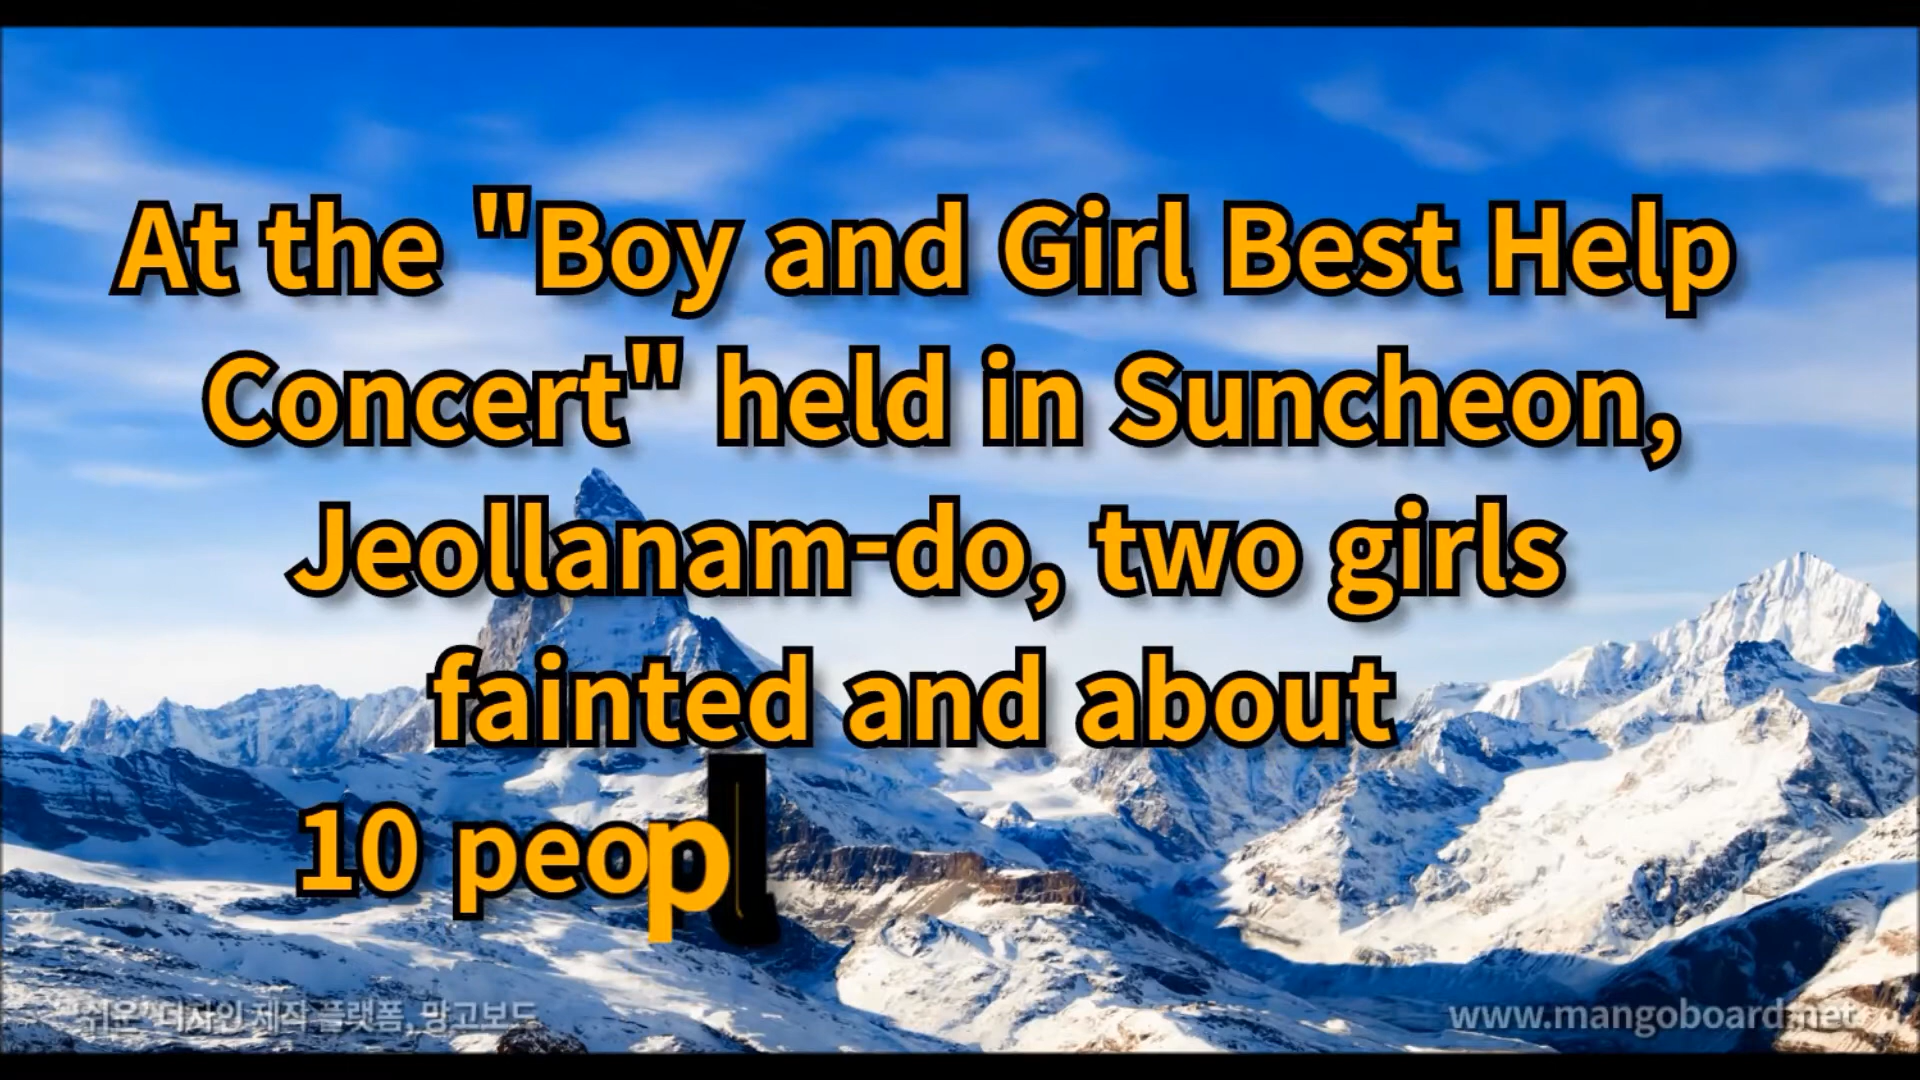 At the "Boy and Girl Best Help
Concert" held in Suncheon,
Jeollanam-do, two girls
fainted and about
10 peopl
"쉬운" 디자인 제작 플랫폼, 망고보드
www.mangoboard.net